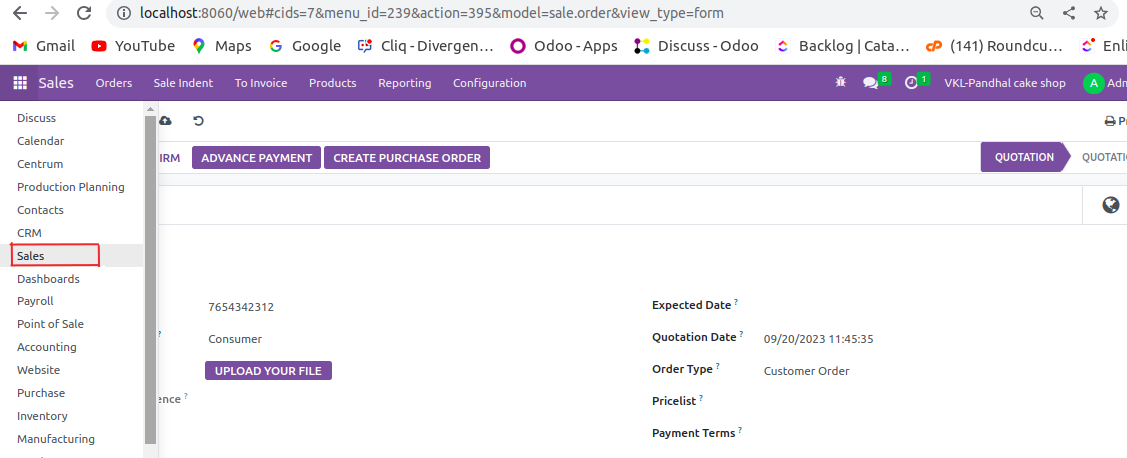 localhost:8060/web#cids=7&menu_id=239&action=395&model=sale.order&view_type=form
Gmail YouTube Maps Google Cliq - Divergen… Odoo - Apps Discuss - Odoo Backlog | Cata… (141) Roundcu… Enli
Sales Orders Sale Indent To Invoice Products Reporting Configuration 8 1 VKL-Pandhal cake shop A Adm
Discuss
Calendar
Centrum
Production Planning
Contacts
CRM
Sales
Dashboards
Payroll
Point of Sale
Accounting
Website
Purchase
Inventory
Manufacturing
Pr
IRM ADVANCE PAYMENT CREATE PURCHASE ORDER QUOTATION QUOTATI
7654342312
? Consumer
UPLOAD YOUR FILE
ence ?
Expected Date ?
Quotation Date ? 09/20/2023 11:45:35
Order Type ? Customer Order
Pricelist ?
Payment Terms ?